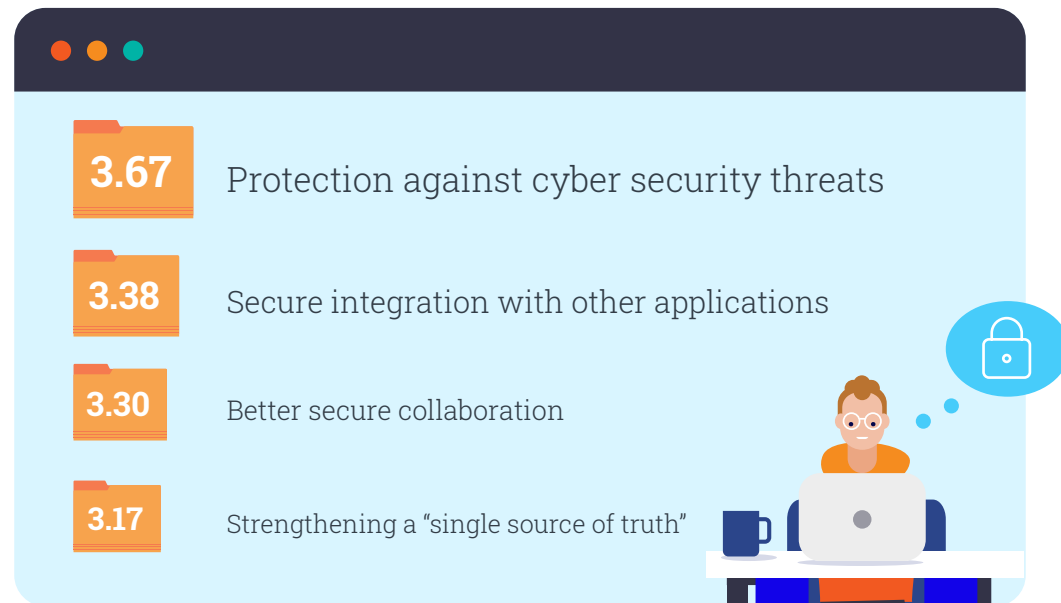 3.67 Protection against cyber security threats
3.38 Secure integration with other applications
3.30 Better secure collaboration
3.17 Strengthening a “single source of truth”